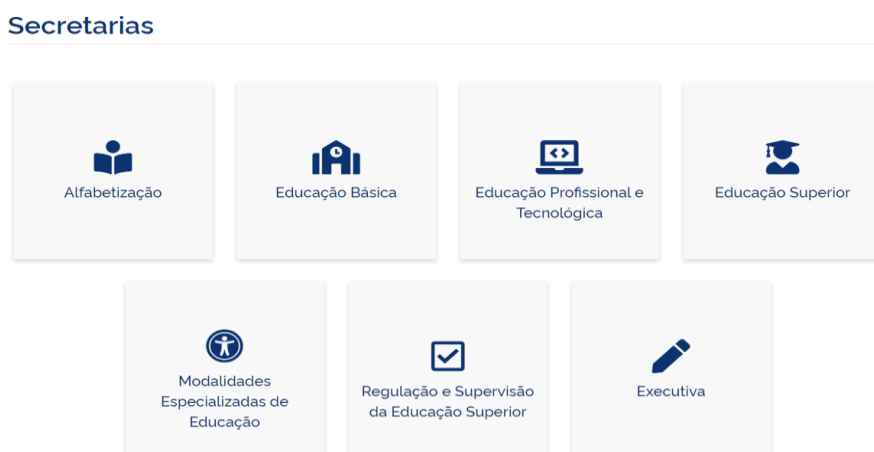 Secretarias
Alfabetização
Educação Básica
Educação Profissional e
Tecnológica
Educação Superior
Modalidades
Especializadas de
Educação
Regulação e Supervisão
da Educação Superior
Executiva